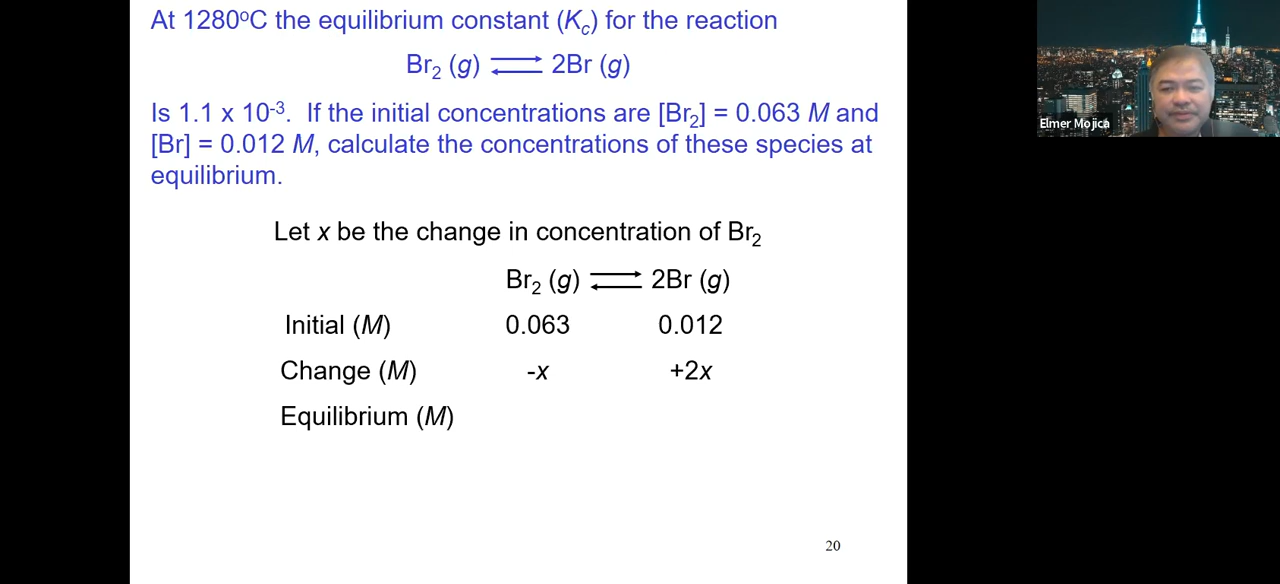 At 1280°C the equilibrium constant (Kc) for the reaction
Br2 (g) ⇌ 2Br (g)
Is 1.1 x 10-3. If the initial concentrations are [Br2] = 0.063 M and
[Br] = 0.012 M, calculate the concentrations of these species at
equilibrium.
Let x be the change in concentration of Br2
Br2 (g) ⇌ 2Br (g)
Initial (M) 0.063 0.012
Change (M) -x +2x
Equilibrium (M)
20
Elmer Mojica